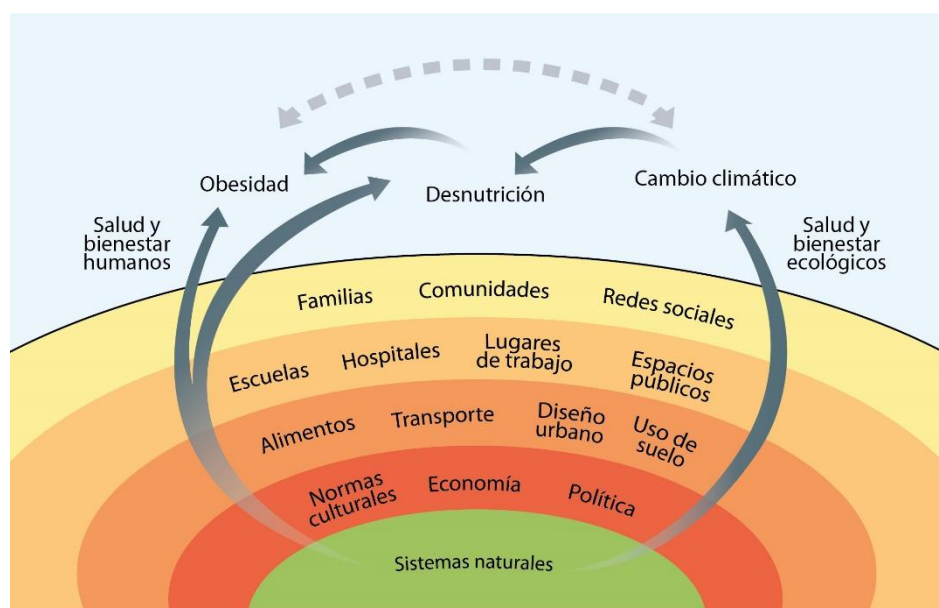 Obesidad
Desnutrición
Cambio climático
Salud y
bienestar
humanos
Salud y
bienestar
ecológicos
Familias
Comunidades
Redes sociales
Escuelas
Hospitales
Lugares
de trabajo
Espacios
públicos
Alimentos
Transporte
Diseño
urbano
Uso de
suelo
Normas
culturales
Economía
Política
Sistemas naturales